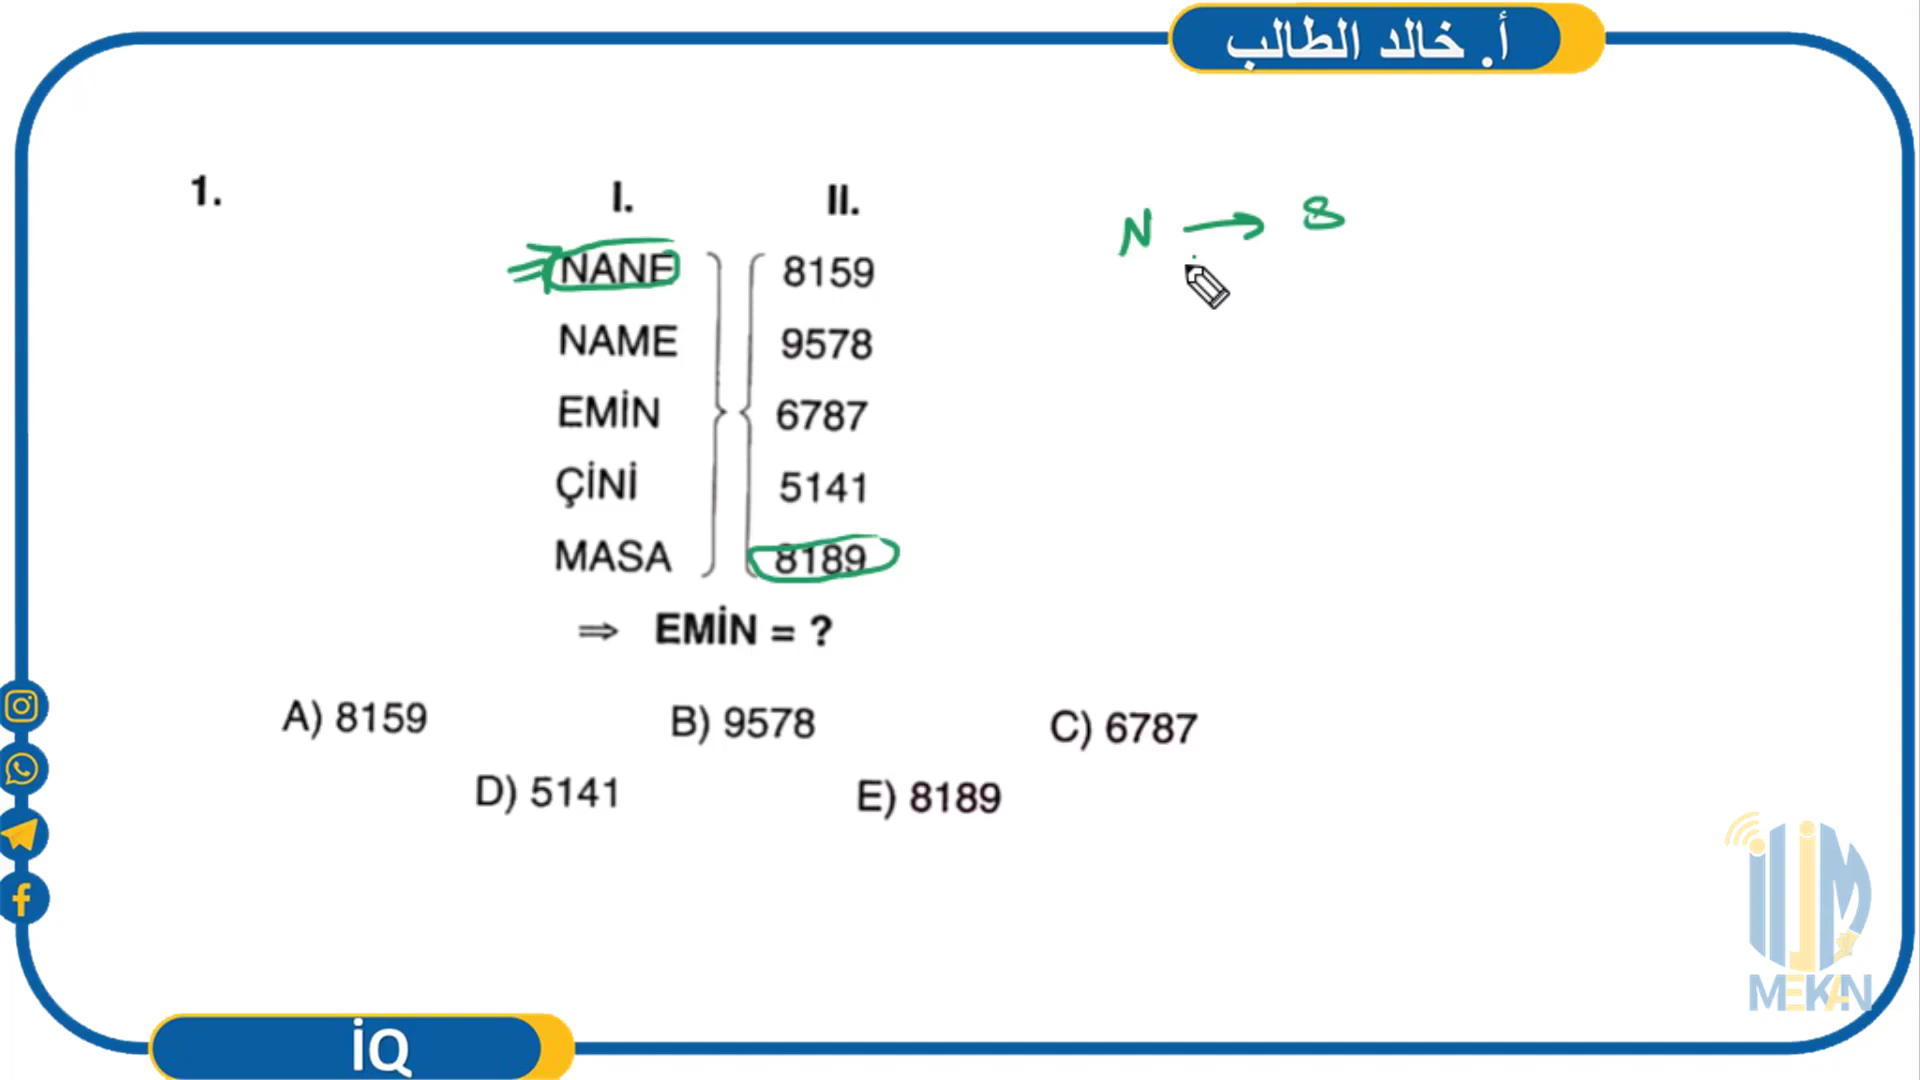 أ. خالد الطالب
1.
I. II.
NANE 8159
NAME 9578
EMİN 6787
ÇİNİ 5141
MASA 8189
⇒ EMİN = ?
N → 8
A) 8159 B) 9578 C) 6787
D) 5141 E) 8189
MEKAN
İQ